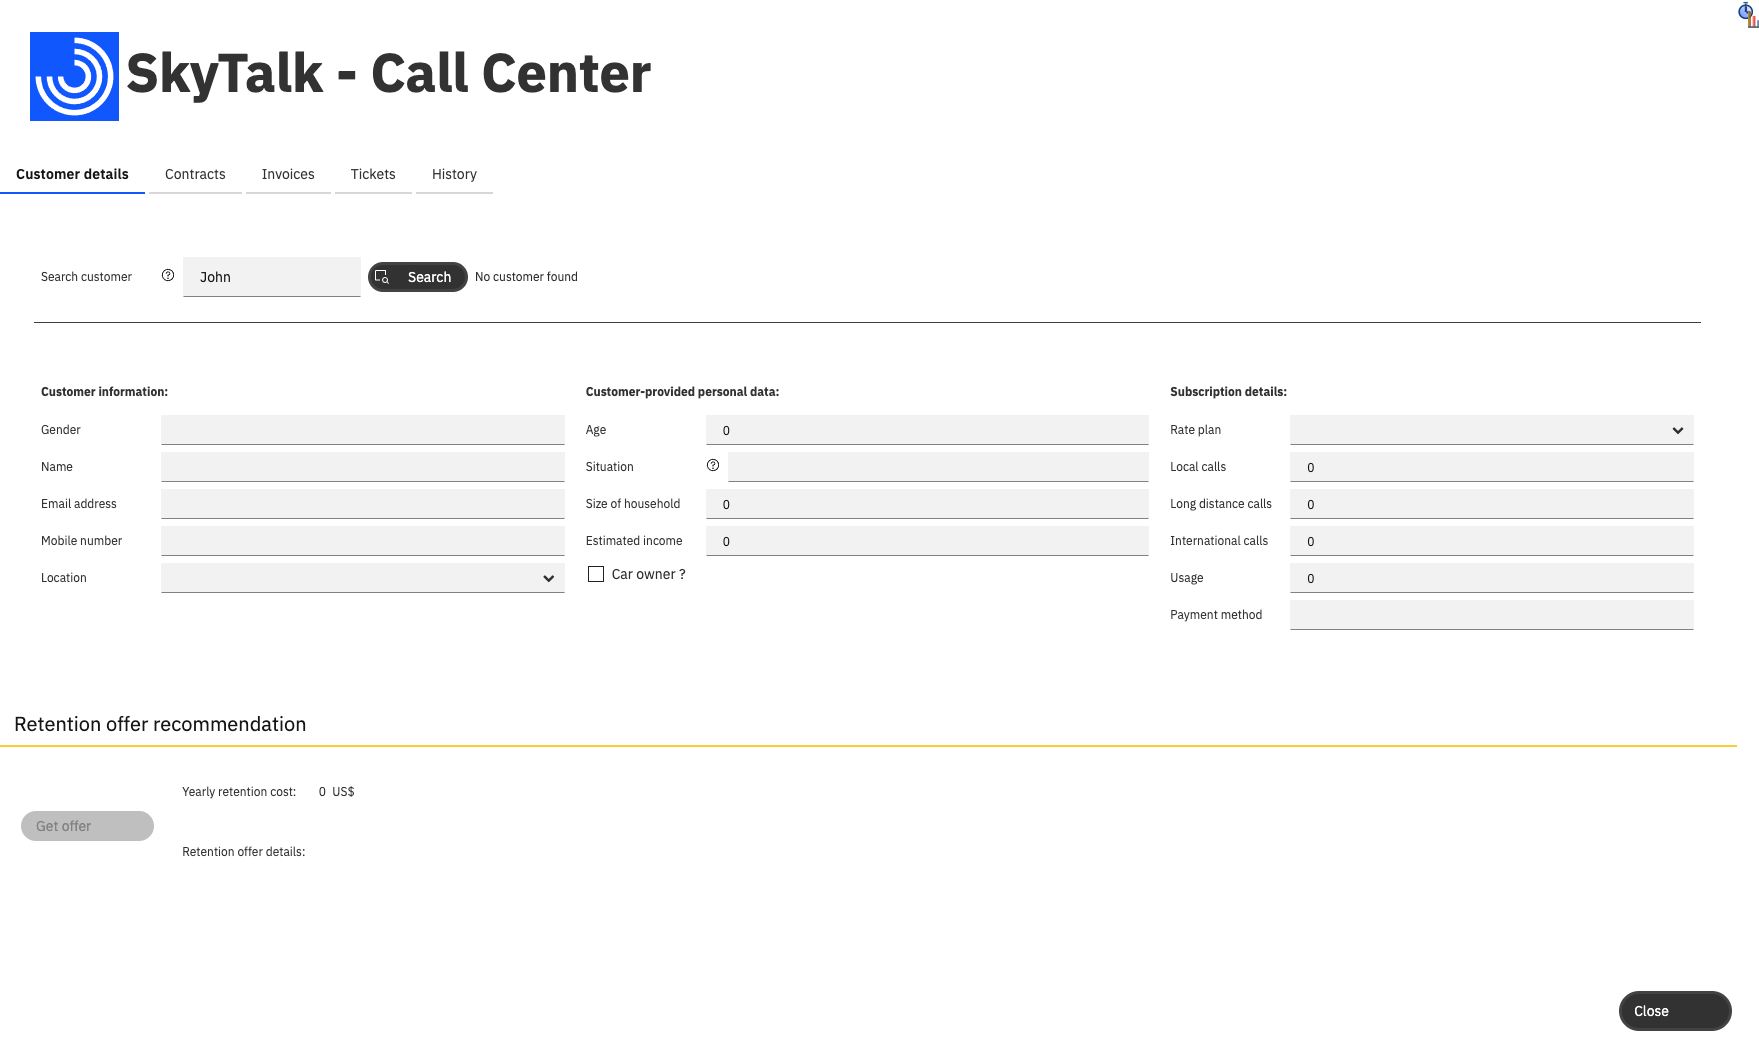 SkyTalk - Call Center
Customer details Contracts Invoices Tickets History
Search customer John Search No customer found
Customer information:
Gender
Name
Email address
Mobile number
Location
Customer-provided personal data:
Age 0
Situation
Size of household 0
Estimated income 0
Car owner ?
Subscription details:
Rate plan
Local calls 0
Long distance calls 0
International calls 0
Usage 0
Payment method
Retention offer recommendation
Yearly retention cost: 0 US$
Get offer
Retention offer details:
Close